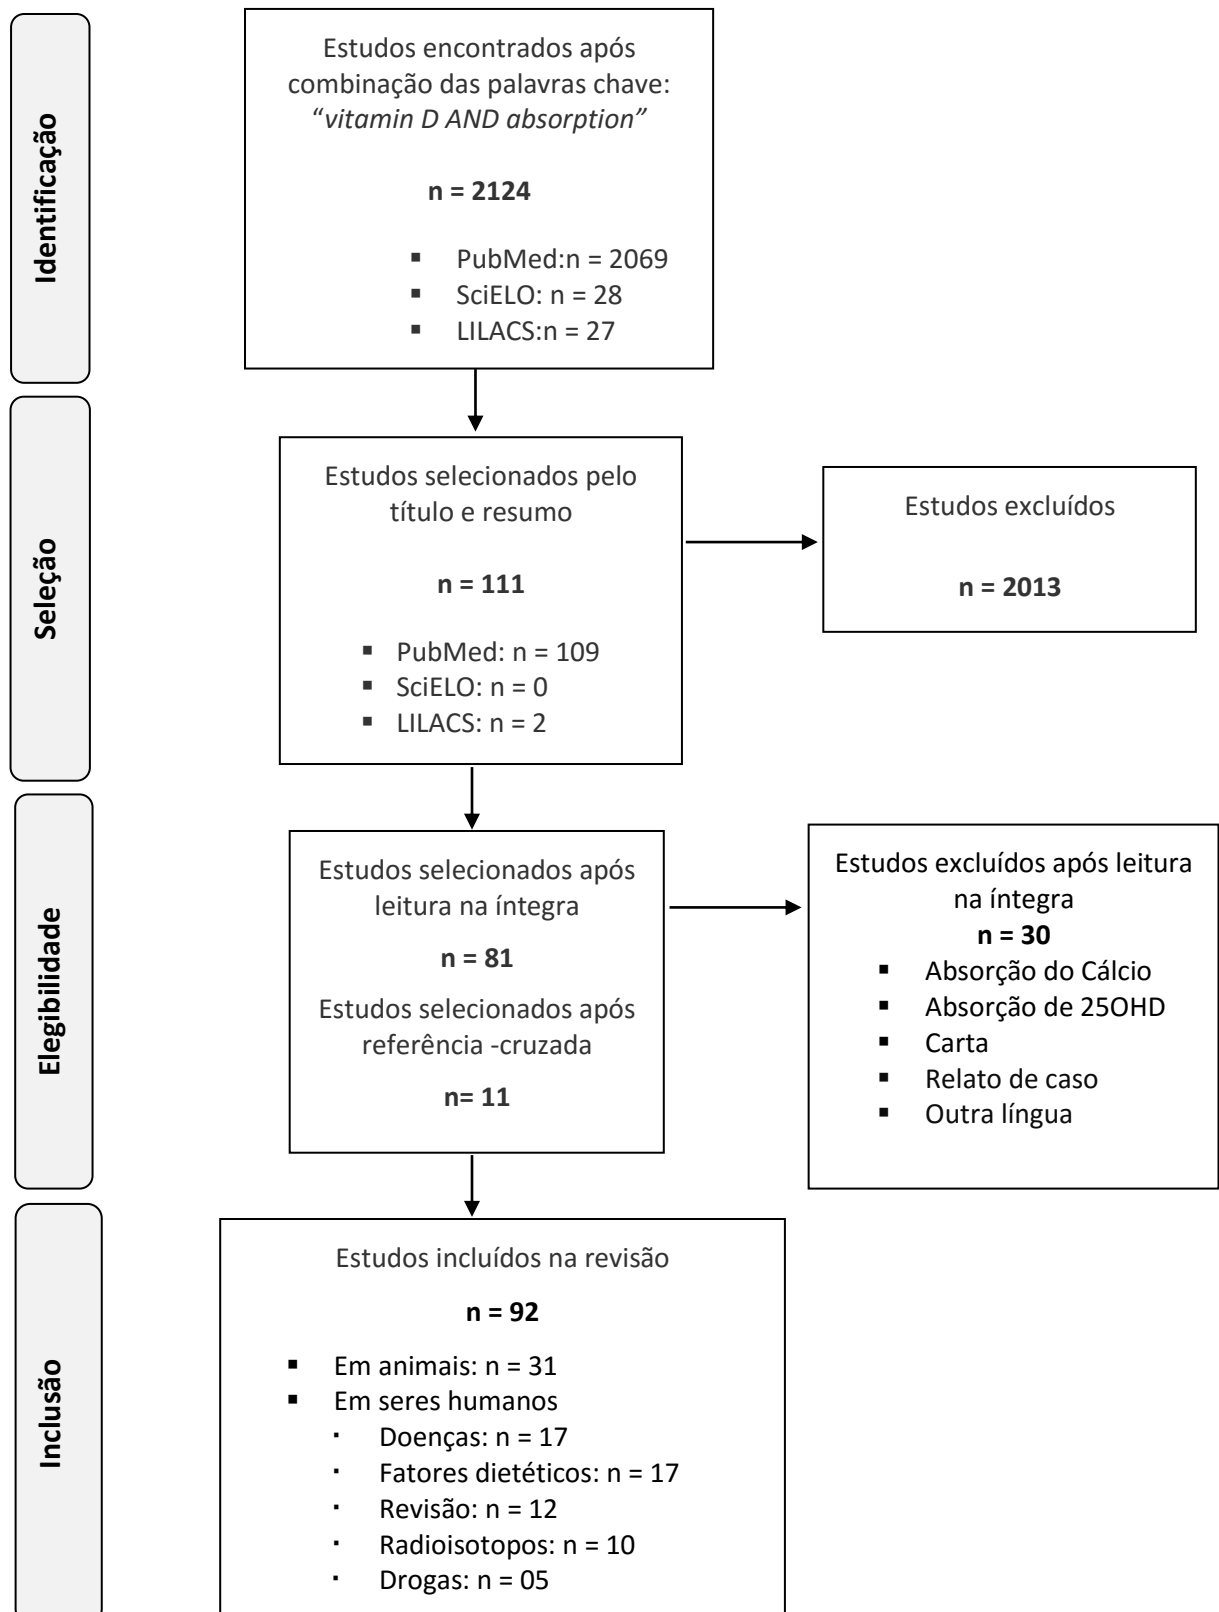 Identificação
Estudos encontrados após
combinação das palavras chave:
“vitamin D AND absorption”
n = 2124
▪ PubMed:n = 2069
▪ SciELO: n = 28
▪ LILACS:n = 27
Seleção
Estudos selecionados pelo
título e resumo
n = 111
▪ PubMed: n = 109
▪ SciELO: n = 0
▪ LILACS: n = 2
Estudos excluídos
n = 2013
Elegibilidade
Estudos selecionados após
leitura na íntegra
n = 81
Estudos selecionados após
referência -cruzada
n= 11
Estudos excluídos após leitura
na íntegra
n = 30
▪ Absorção do Cálcio
▪ Absorção de 25OHD
▪ Carta
▪ Relato de caso
▪ Outra língua
Inclusão
Estudos incluídos na revisão
n = 92
▪ Em animais: n = 31
▪ Em seres humanos
▪ Doenças: n = 17
▪ Fatores dietéticos: n = 17
▪ Revisão: n = 12
▪ Radioisotopos: n = 10
▪ Drogas: n = 05